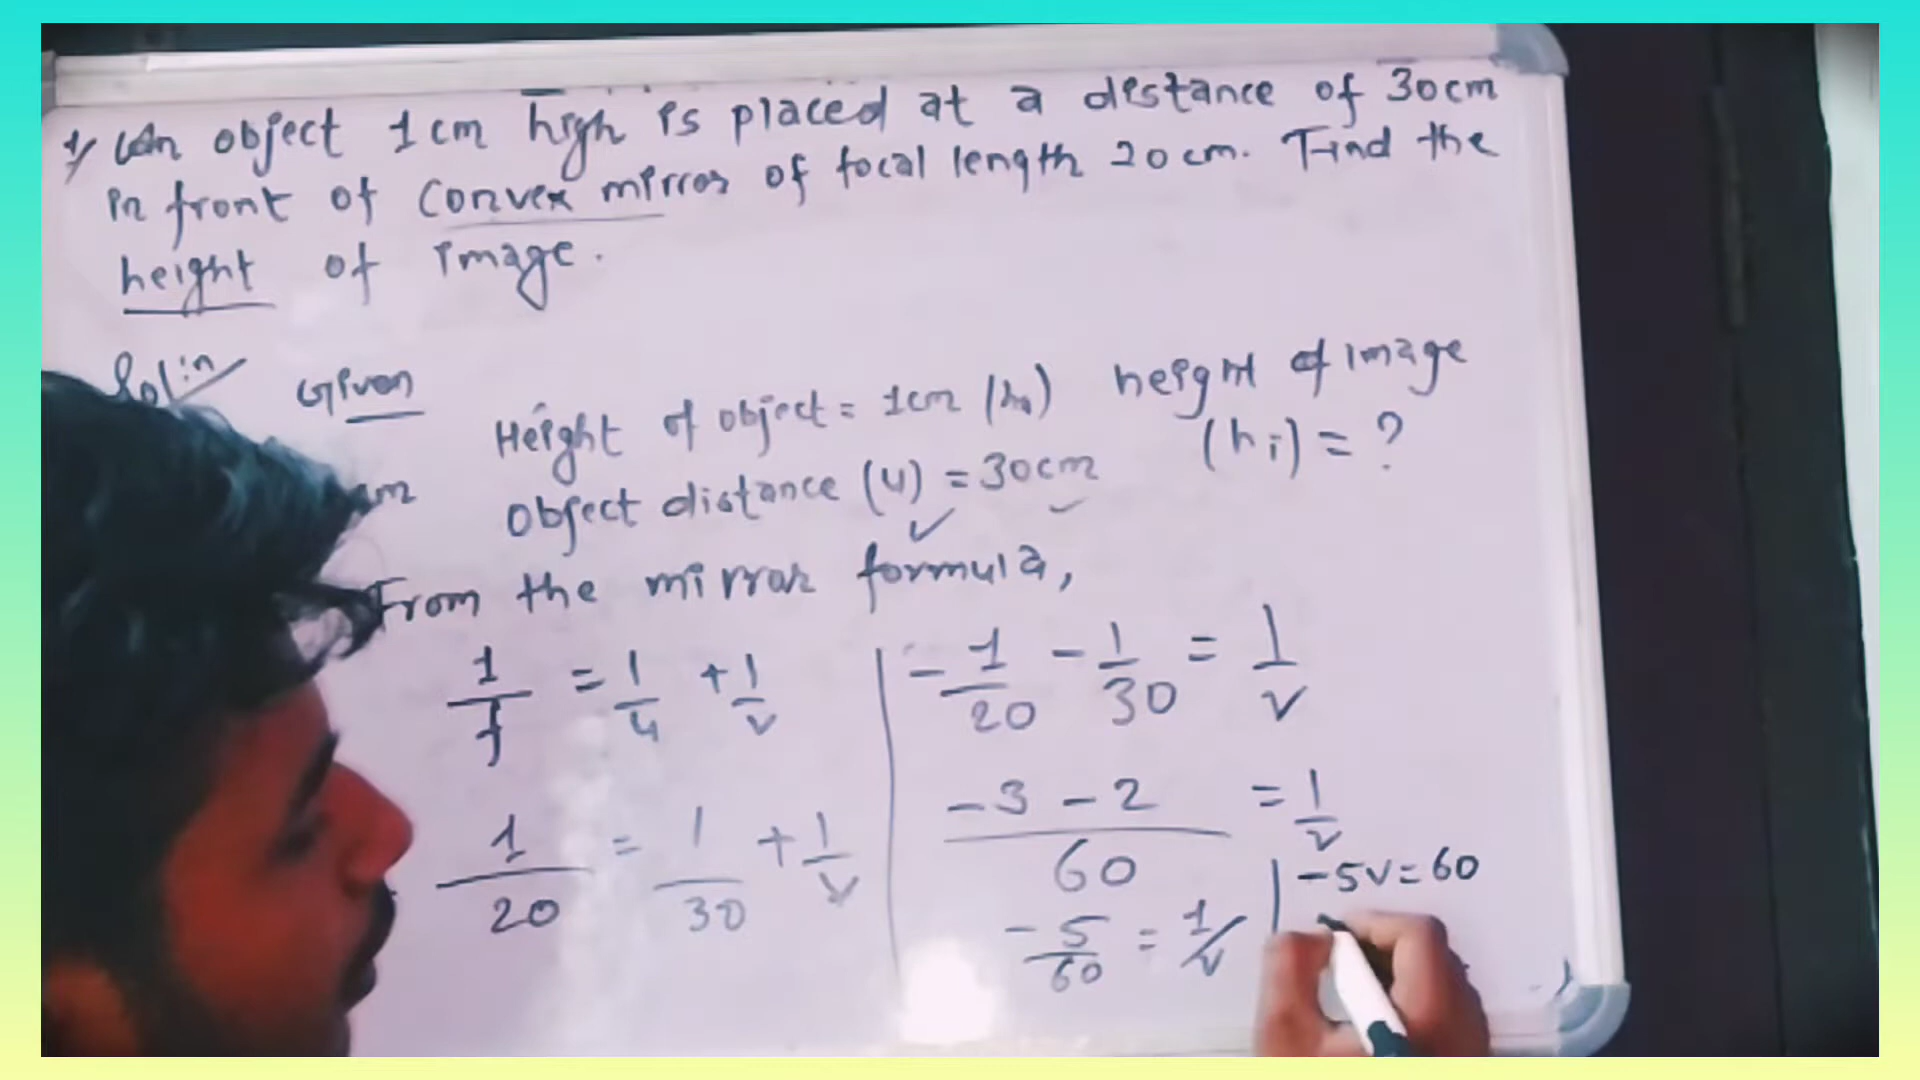 1/ An object 1cm high is placed at a distance of 30cm
in front of convex mirror of focal length 20cm. Find the
height of image.
Sol:n Given
Height of object = 1cm (ho) height of image
(hi) = ?
Object distance (u) = 30cm
From the mirror formula,
1/f = 1/u + 1/v
1/20 = 1/30 + 1/v
-1/20 - 1/30 = 1/v
-3 - 2 / 60 = 1/v
-5/60 = 1/v
-5v = 60